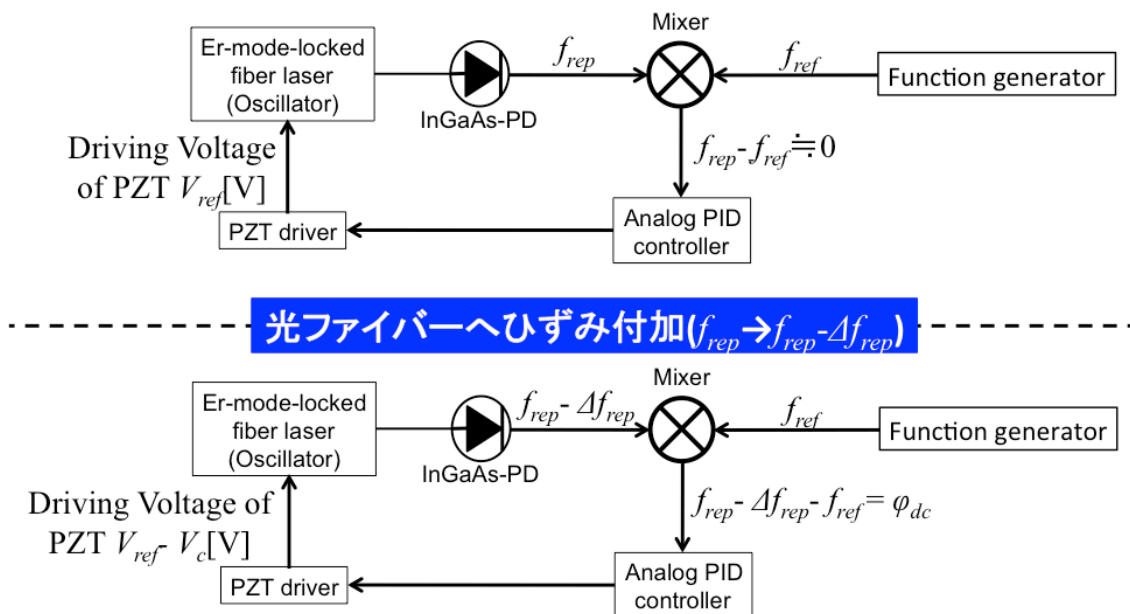 Mixer
Er-mode-locked
fiber laser
(Oscillator)
f_rep
f_ref
Function generator
InGaAs-PD
Driving Voltage
of PZT V_ref[V]
f_rep-f_ref≒0
PZT driver
Analog PID
controller
光ファイバーへひずみ付加(f_rep→f_rep-Δf_rep)
Mixer
Er-mode-locked
fiber laser
(Oscillator)
f_rep- Δf_rep
f_ref
Function generator
InGaAs-PD
Driving Voltage of
PZT V_ref- V_c[V]
f_rep- Δf_rep- f_ref= φ_dc
PZT driver
Analog PID
controller